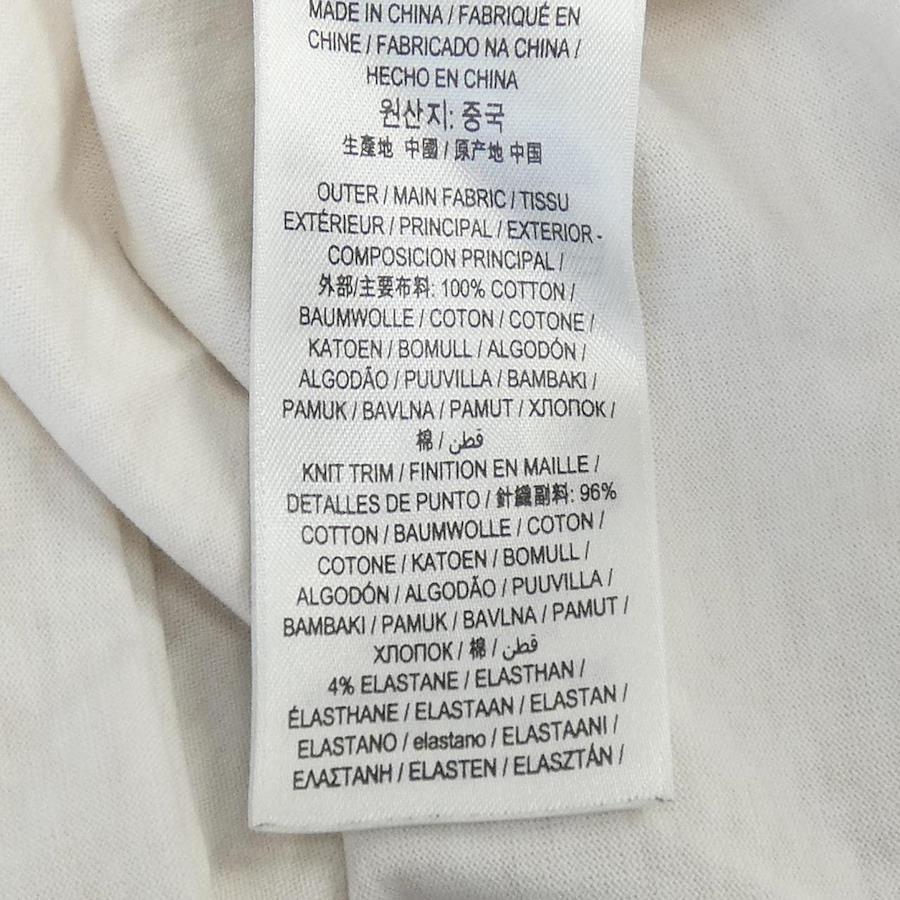 MADE IN CHINA / FABRIQUÉ EN
CHINE / FABRICADO NA CHINA /
HECHO EN CHINA
원산지: 중국
生產地 中國 / 原产地 中国
OUTER / MAIN FABRIC / TISSU
EXTÉRIEUR / PRINCIPAL / EXTERIOR -
COMPOSICION PRINCIPAL /
外部/主要布料: 100% COTTON /
BAUMWOLLE / COTON / COTONE /
KATOEN / BOMULL / ALGODÓN /
ALGODÃO / PUUVILLA / BAMBAKI /
PAMUK / BAVLNA / PAMUT / ХЛОПОК /
棉 / قطن
KNIT TRIM / FINITION EN MAILLE /
DETALLES DE PUNTO / 針織副料: 96%
COTTON / BAUMWOLLE / COTON /
COTONE / KATOEN / BOMULL /
ALGODÓN / ALGODÃO / PUUVILLA /
BAMBAKI / PAMUK / BAVLNA / PAMUT /
ХЛОПОК / 棉 / قطن
4% ELASTANE / ELASTHAN /
ÉLASTHANE / ELASTAAN / ELASTAN /
ELASTANO / elastano / ELASTAANI /
ΕΛΑΣΤΑΝΗ / ELASTEN / ELASZTÁN /